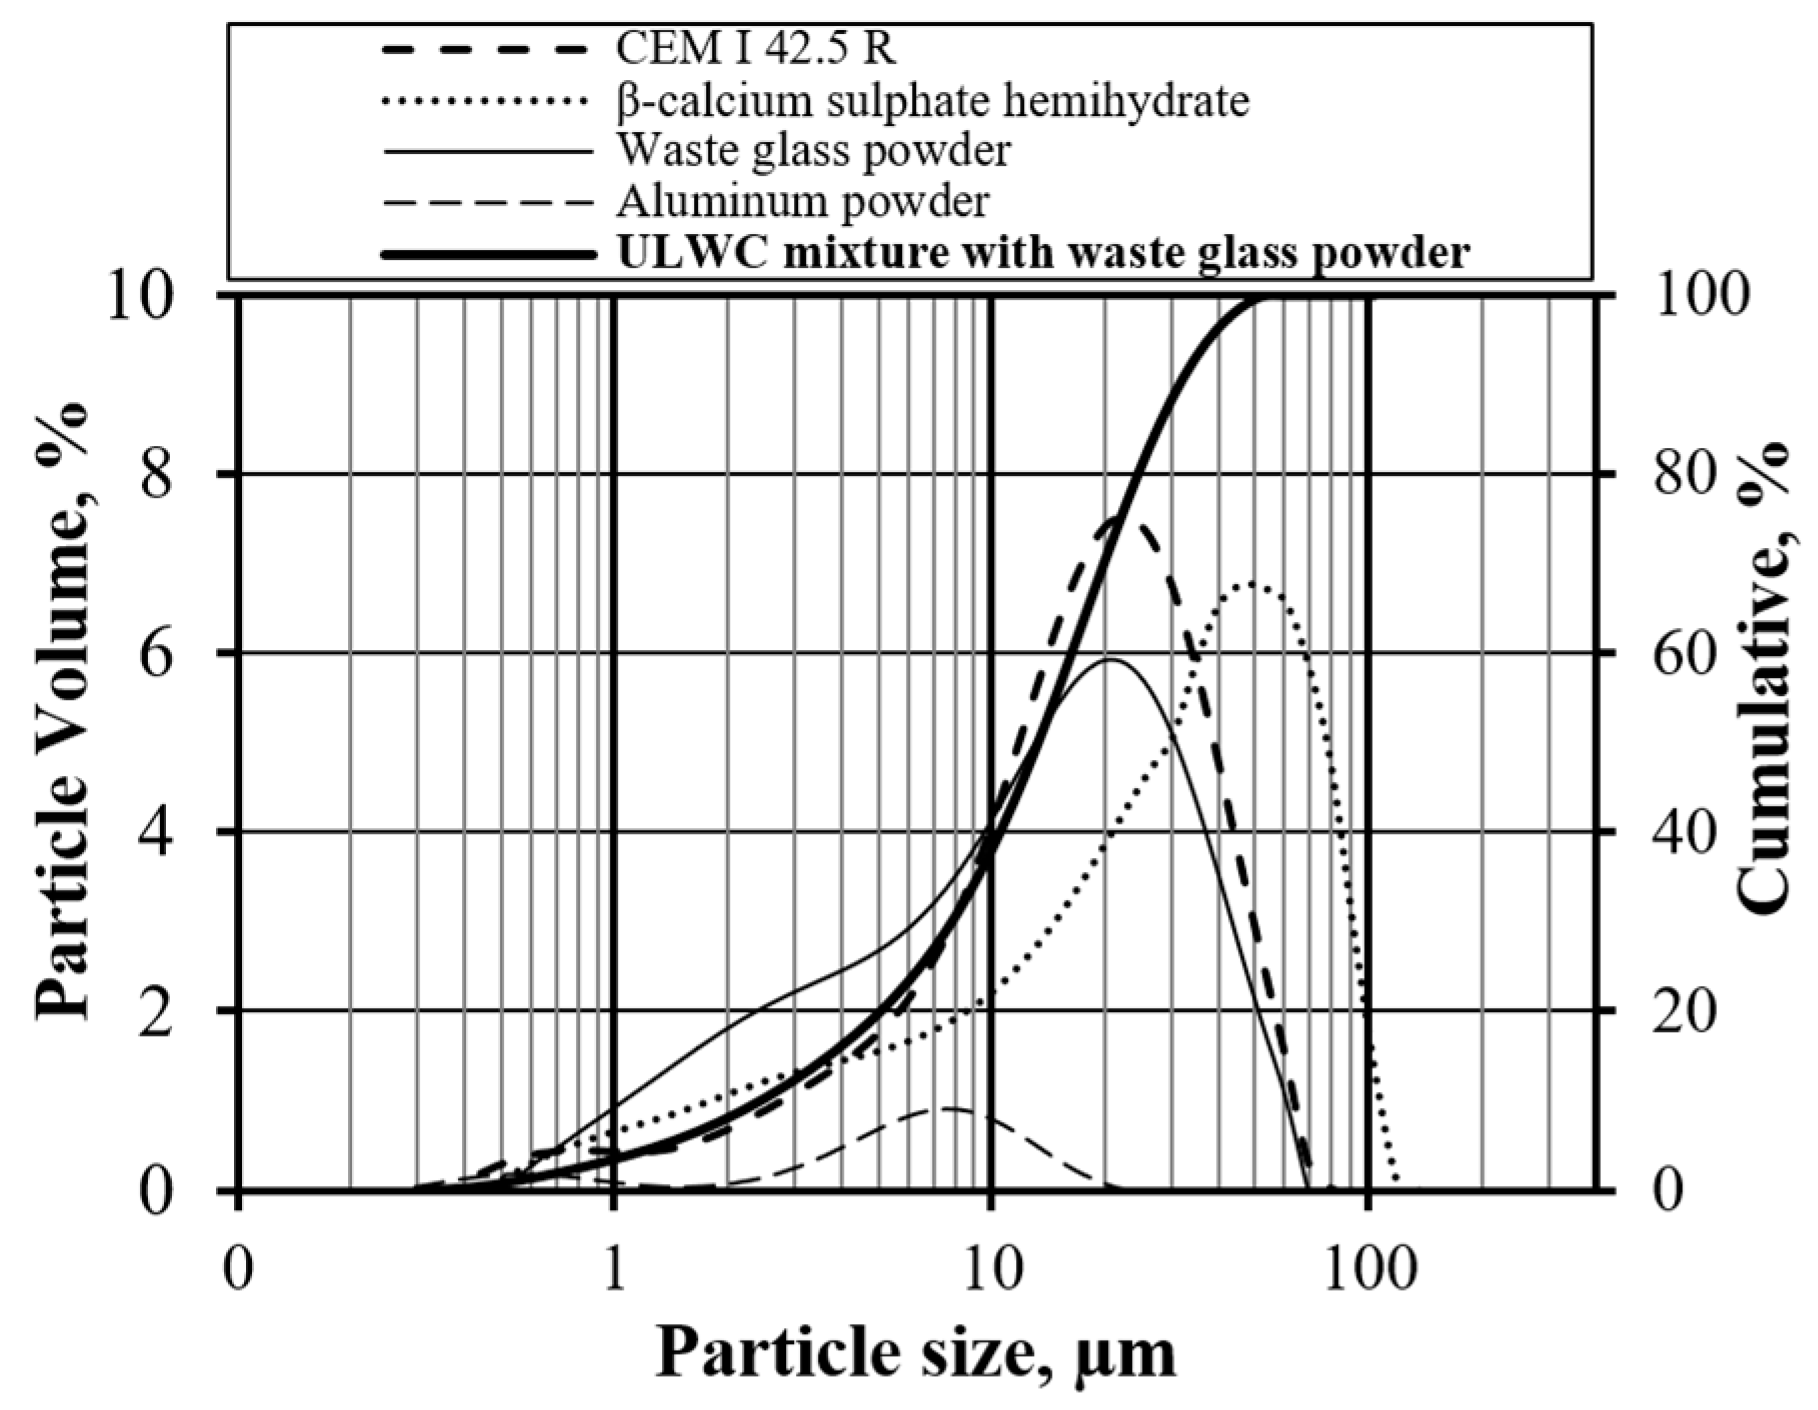 CEM I 42.5 R
β-calcium sulphate hemihydrate
Waste glass powder
Aluminum powder
ULWC mixture with waste glass powder
10
8
6
4
2
0
Particle Volume, %
100
80
60
40
20
0
Cumulative, %
0
1
10
100
Particle size, μm